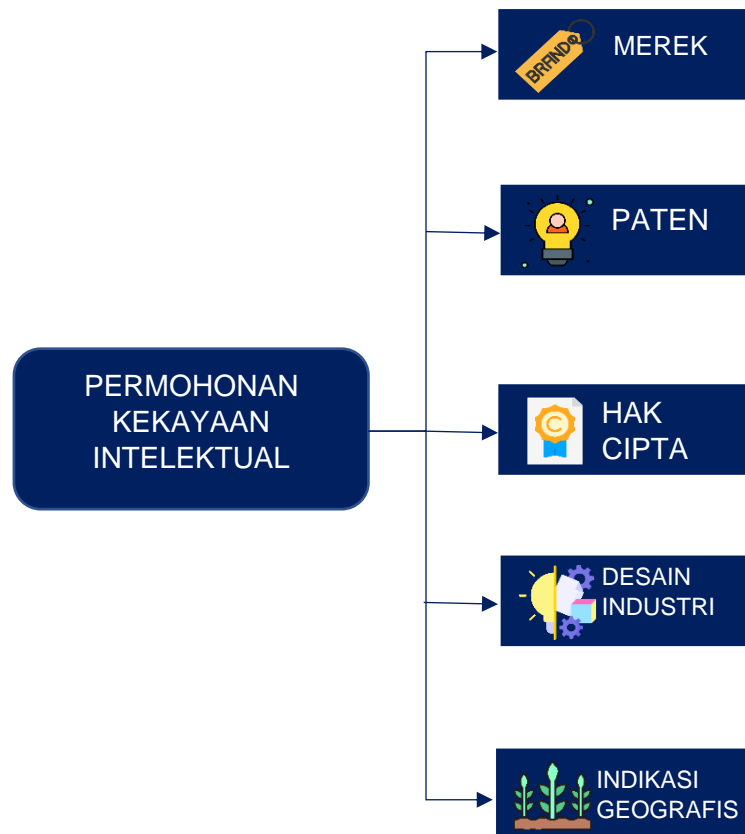 PERMOHONAN
KEKAYAAN
INTELEKTUAL
BRAND
MEREK
PATEN
C
HAK
CIPTA
DESAIN
INDUSTRI
INDIKASI
GEOGRAFIS